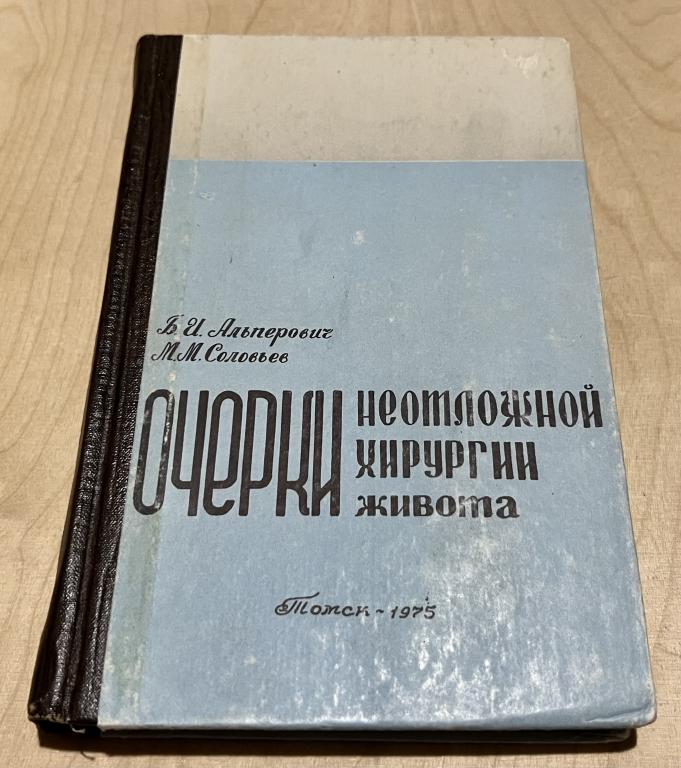 Б.И. Альперович
М.М. Соловьев
ОЧЕРКИ неотложной
хирургии
живота
Томск - 1975